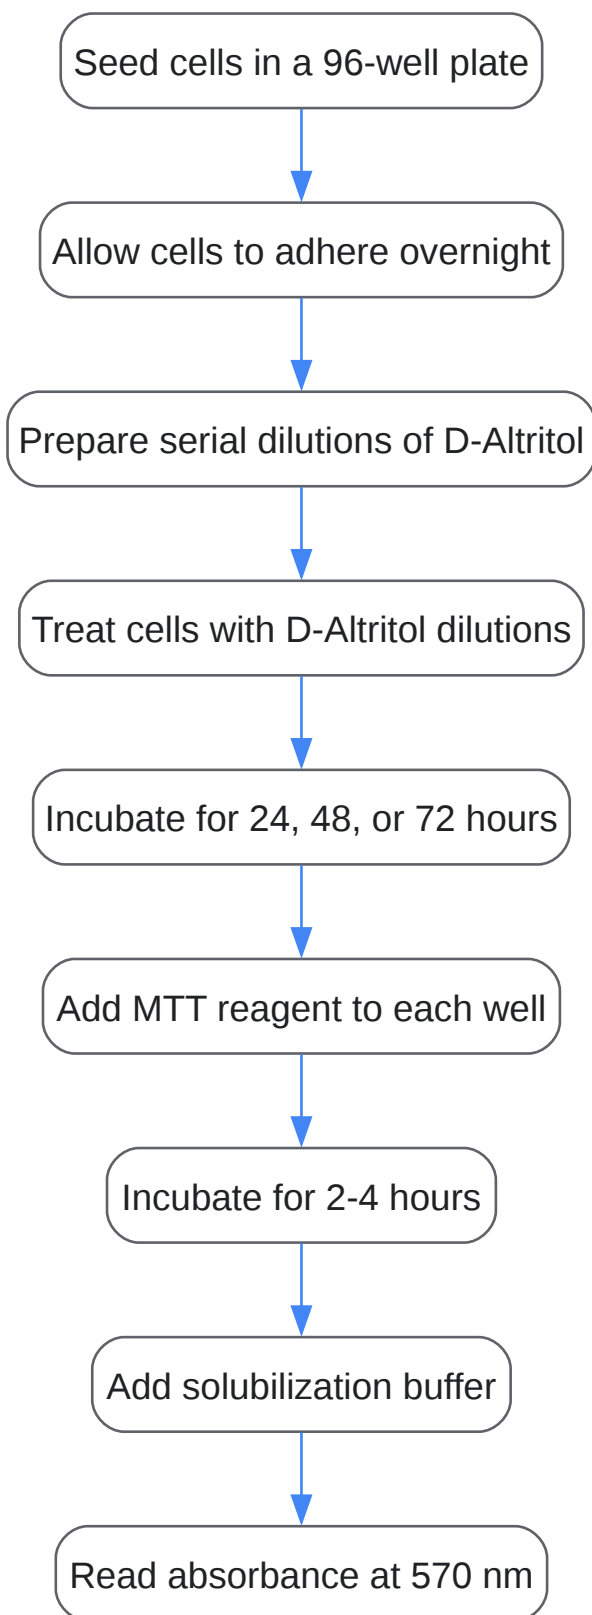 Seed cells in a 96-well plate
Allow cells to adhere overnight
Prepare serial dilutions of D-Altritol
Treat cells with D-Altritol dilutions
Incubate for 24, 48, or 72 hours
Add MTT reagent to each well
Incubate for 2-4 hours
Add solubilization buffer
Read absorbance at 570 nm